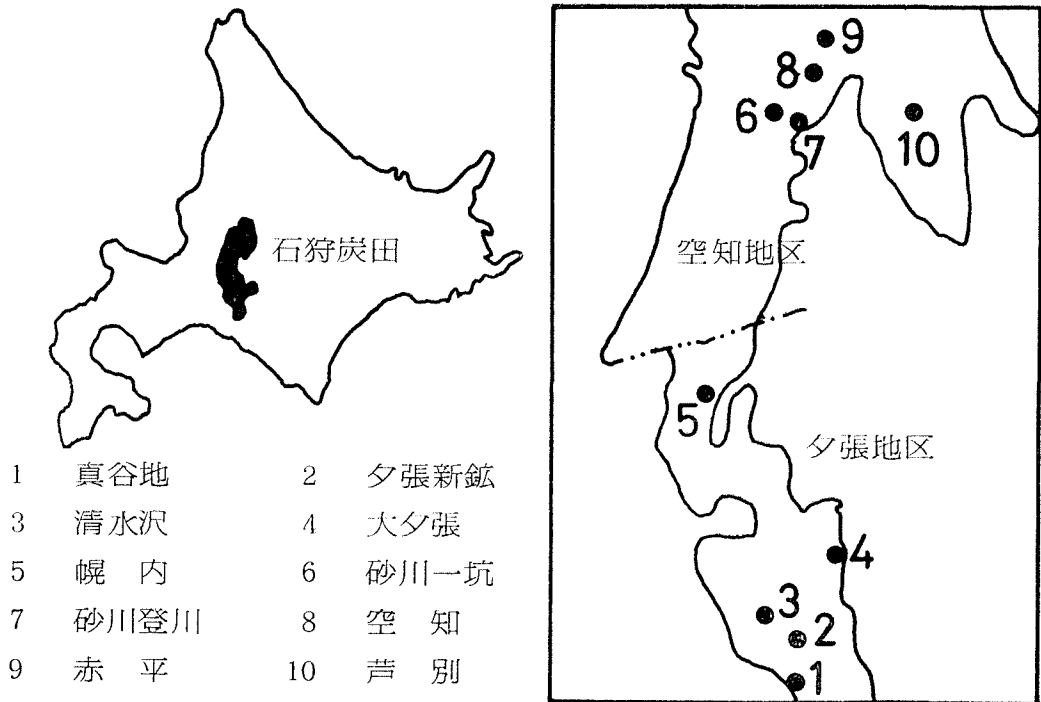 石狩炭田
1 真谷地 2 夕張新鉱
3 清水沢 4 大夕張
5 幌 内 6 砂川一坑
7 砂川登川 8 空 知
9 赤 平 10 芦 別
9
8
6
7
10
空知地区
5
夕張地区
4
3
2
1